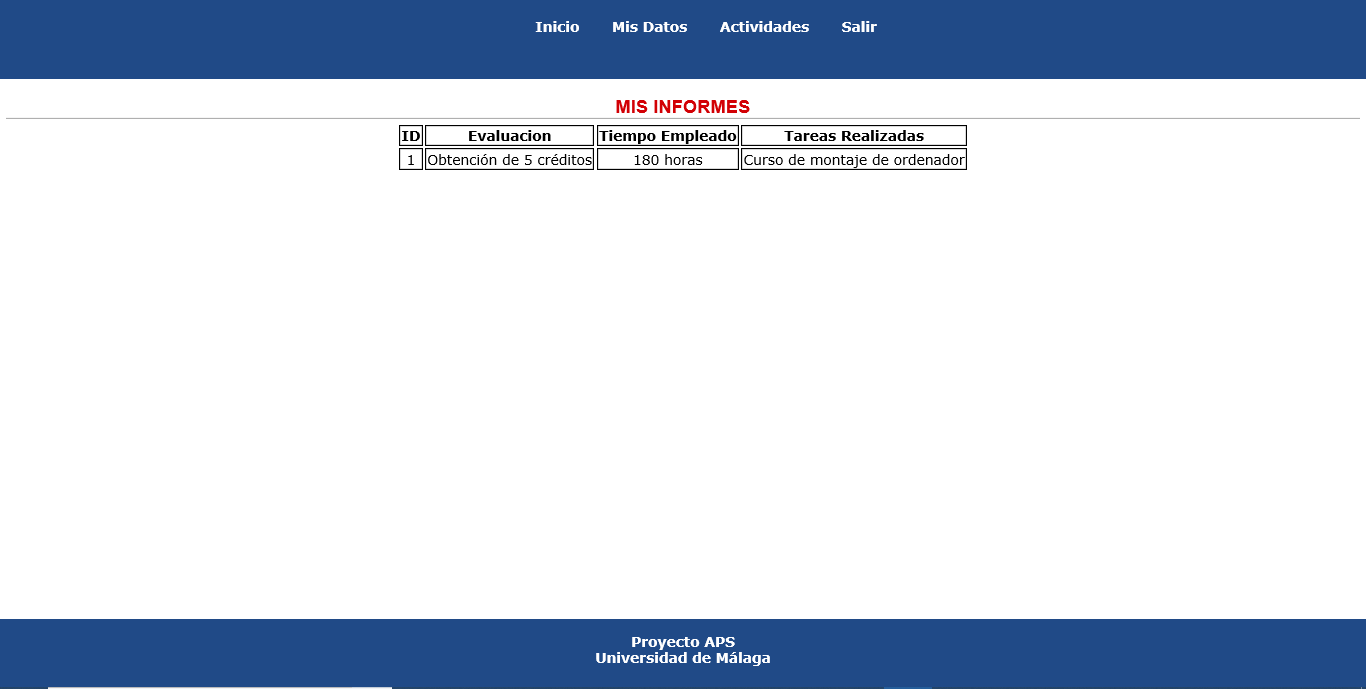 Inicio Mis Datos Actividades Salir
MIS INFORMES
ID Evaluacion Tiempo Empleado Tareas Realizadas
1 Obtención de 5 créditos 180 horas Curso de montaje de ordenador
Proyecto APS
Universidad de Málaga